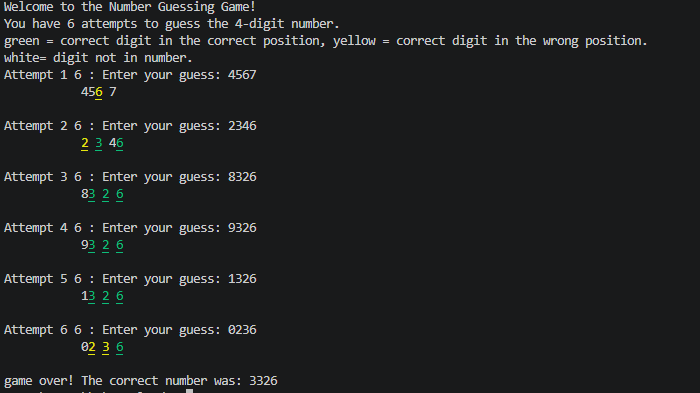 Welcome to the Number Guessing Game!
You have 6 attempts to guess the 4-digit number.
green = correct digit in the correct position, yellow = correct digit in the wrong position.
white= digit not in number.
Attempt 1 6 : Enter your guess: 4567
456 7
Attempt 2 6 : Enter your guess: 2346
2 3 46
Attempt 3 6 : Enter your guess: 8326
83 2 6
Attempt 4 6 : Enter your guess: 9326
93 2 6
Attempt 5 6 : Enter your guess: 1326
13 2 6
Attempt 6 6 : Enter your guess: 0236
02 3 6
game over! The correct number was: 3326